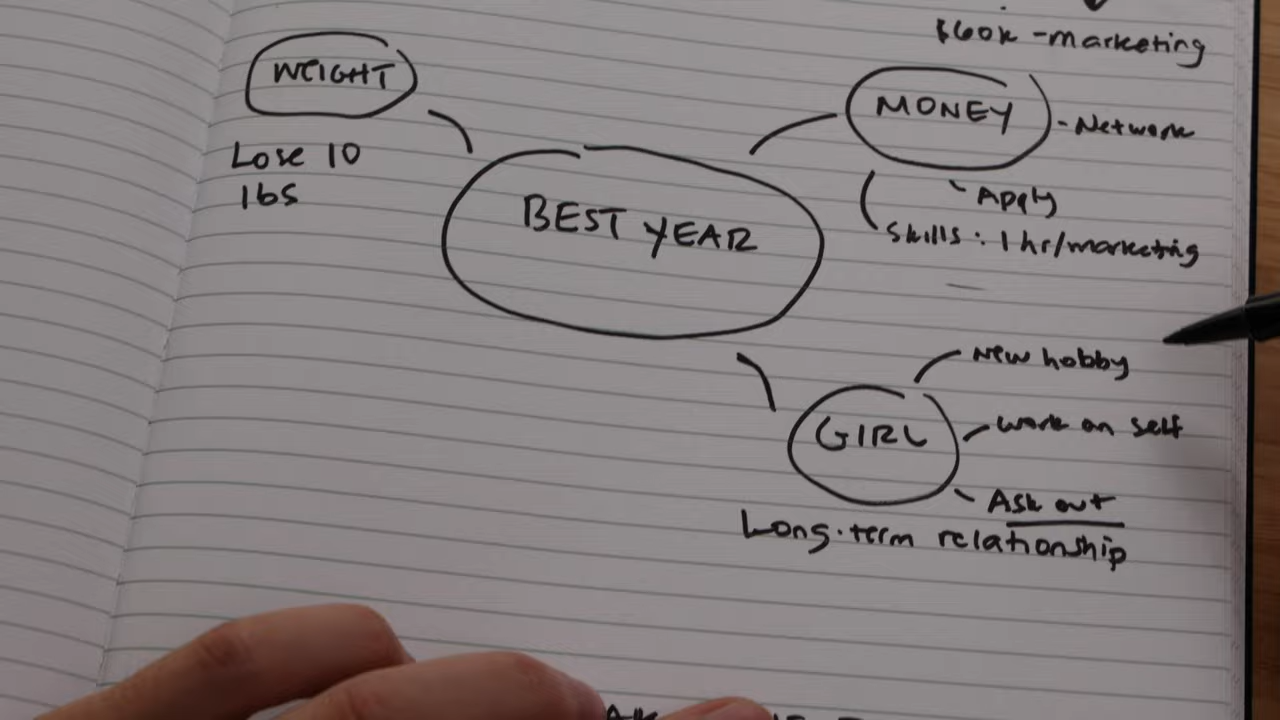 $60k - marketing
WEIGHT
Lose 10
lbs
MONEY
- Network
Apply
Skills: 1 hr/marketing
BEST YEAR
New hobby
GIRL
Work on self
Ask out
Long-term relationship